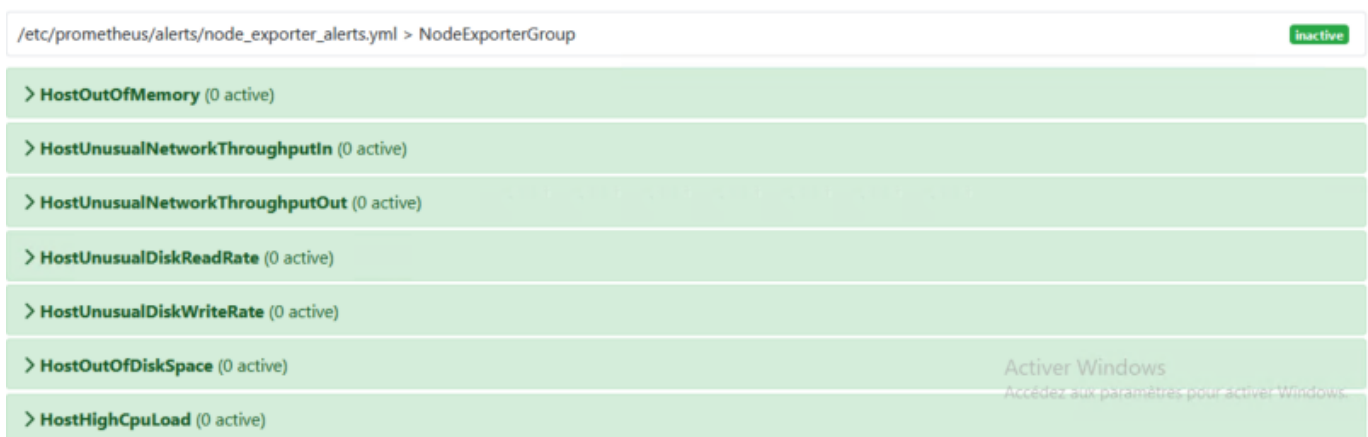 /etc/prometheus/alerts/node_exporter_alerts.yml > NodeExporterGroup
inactive
> HostOutOfMemory (0 active)
> HostUnusualNetworkThroughputIn (0 active)
> HostUnusualNetworkThroughputOut (0 active)
> HostUnusualDiskReadRate (0 active)
> HostUnusualDiskWriteRate (0 active)
> HostOutOfDiskSpace (0 active)
Activer Windows
Accédez aux paramètres pour activer Windows.
> HostHighCpuLoad (0 active)